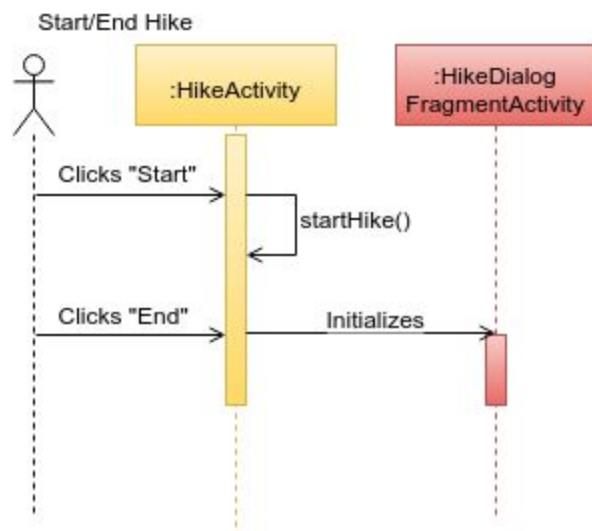 Start/End Hike
:HikeActivity
:HikeDialog
FragmentActivity
Clicks "Start"
startHike()
Clicks "End"
Initializes